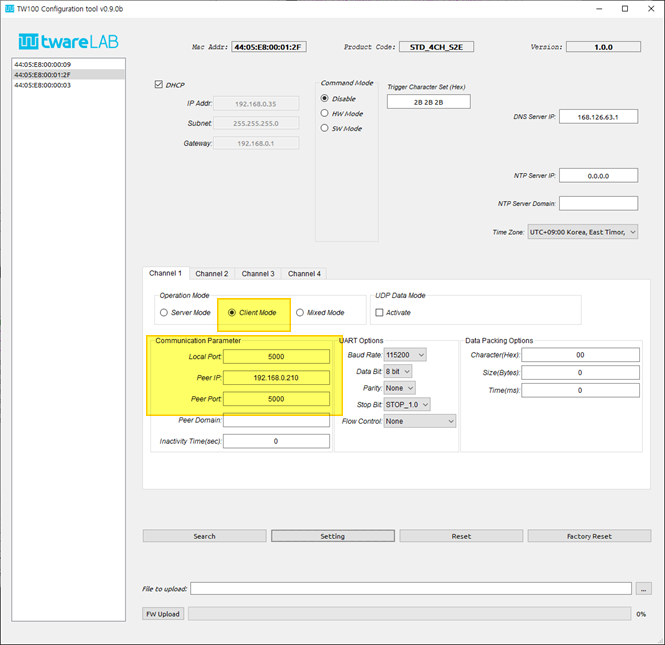 TW100 Configuration tool v0.9.0b
twareLAB
Mac Addr: 44:05:E8:00:01:2F Product Code: STD_4CH_S2E Version: 1.0.0
44:05:E8:00:00:09
44:05:E8:00:01:2F
44:05:E8:00:00:03
DHCP
IP Addr: 192.168.0.35
Subnet: 255.255.255.0
Gateway: 192.168.0.1
Command Mode
Disable
HW Mode
SW Mode
Trigger Character Set (Hex)
2B 2B 2B
DNS Server IP: 168.126.63.1
NTP Server IP: 0.0.0.0
NTP Server Domain:
Time Zone: UTC+09:00 Korea, East Timor,
Channel 1 Channel 2 Channel 3 Channel 4
Operation Mode
Server Mode Client Mode Mixed Mode
UDP Data Mode
Activate
Communication Parameter
Local Port: 5000
Peer IP: 192.168.0.210
Peer Port: 5000
Peer Domain:
Inactivity Time(sec): 0
UART Options
Baud Rate: 115200
Data Bit: 8 bit
Parity: None
Stop Bit: STOP_1.0
Flow Control: None
Data Packing Options
Character(Hex): 00
Size(Bytes): 0
Time(ms): 0
Search Setting Reset Factory Reset
File to upload: ...
FW Upload 0%